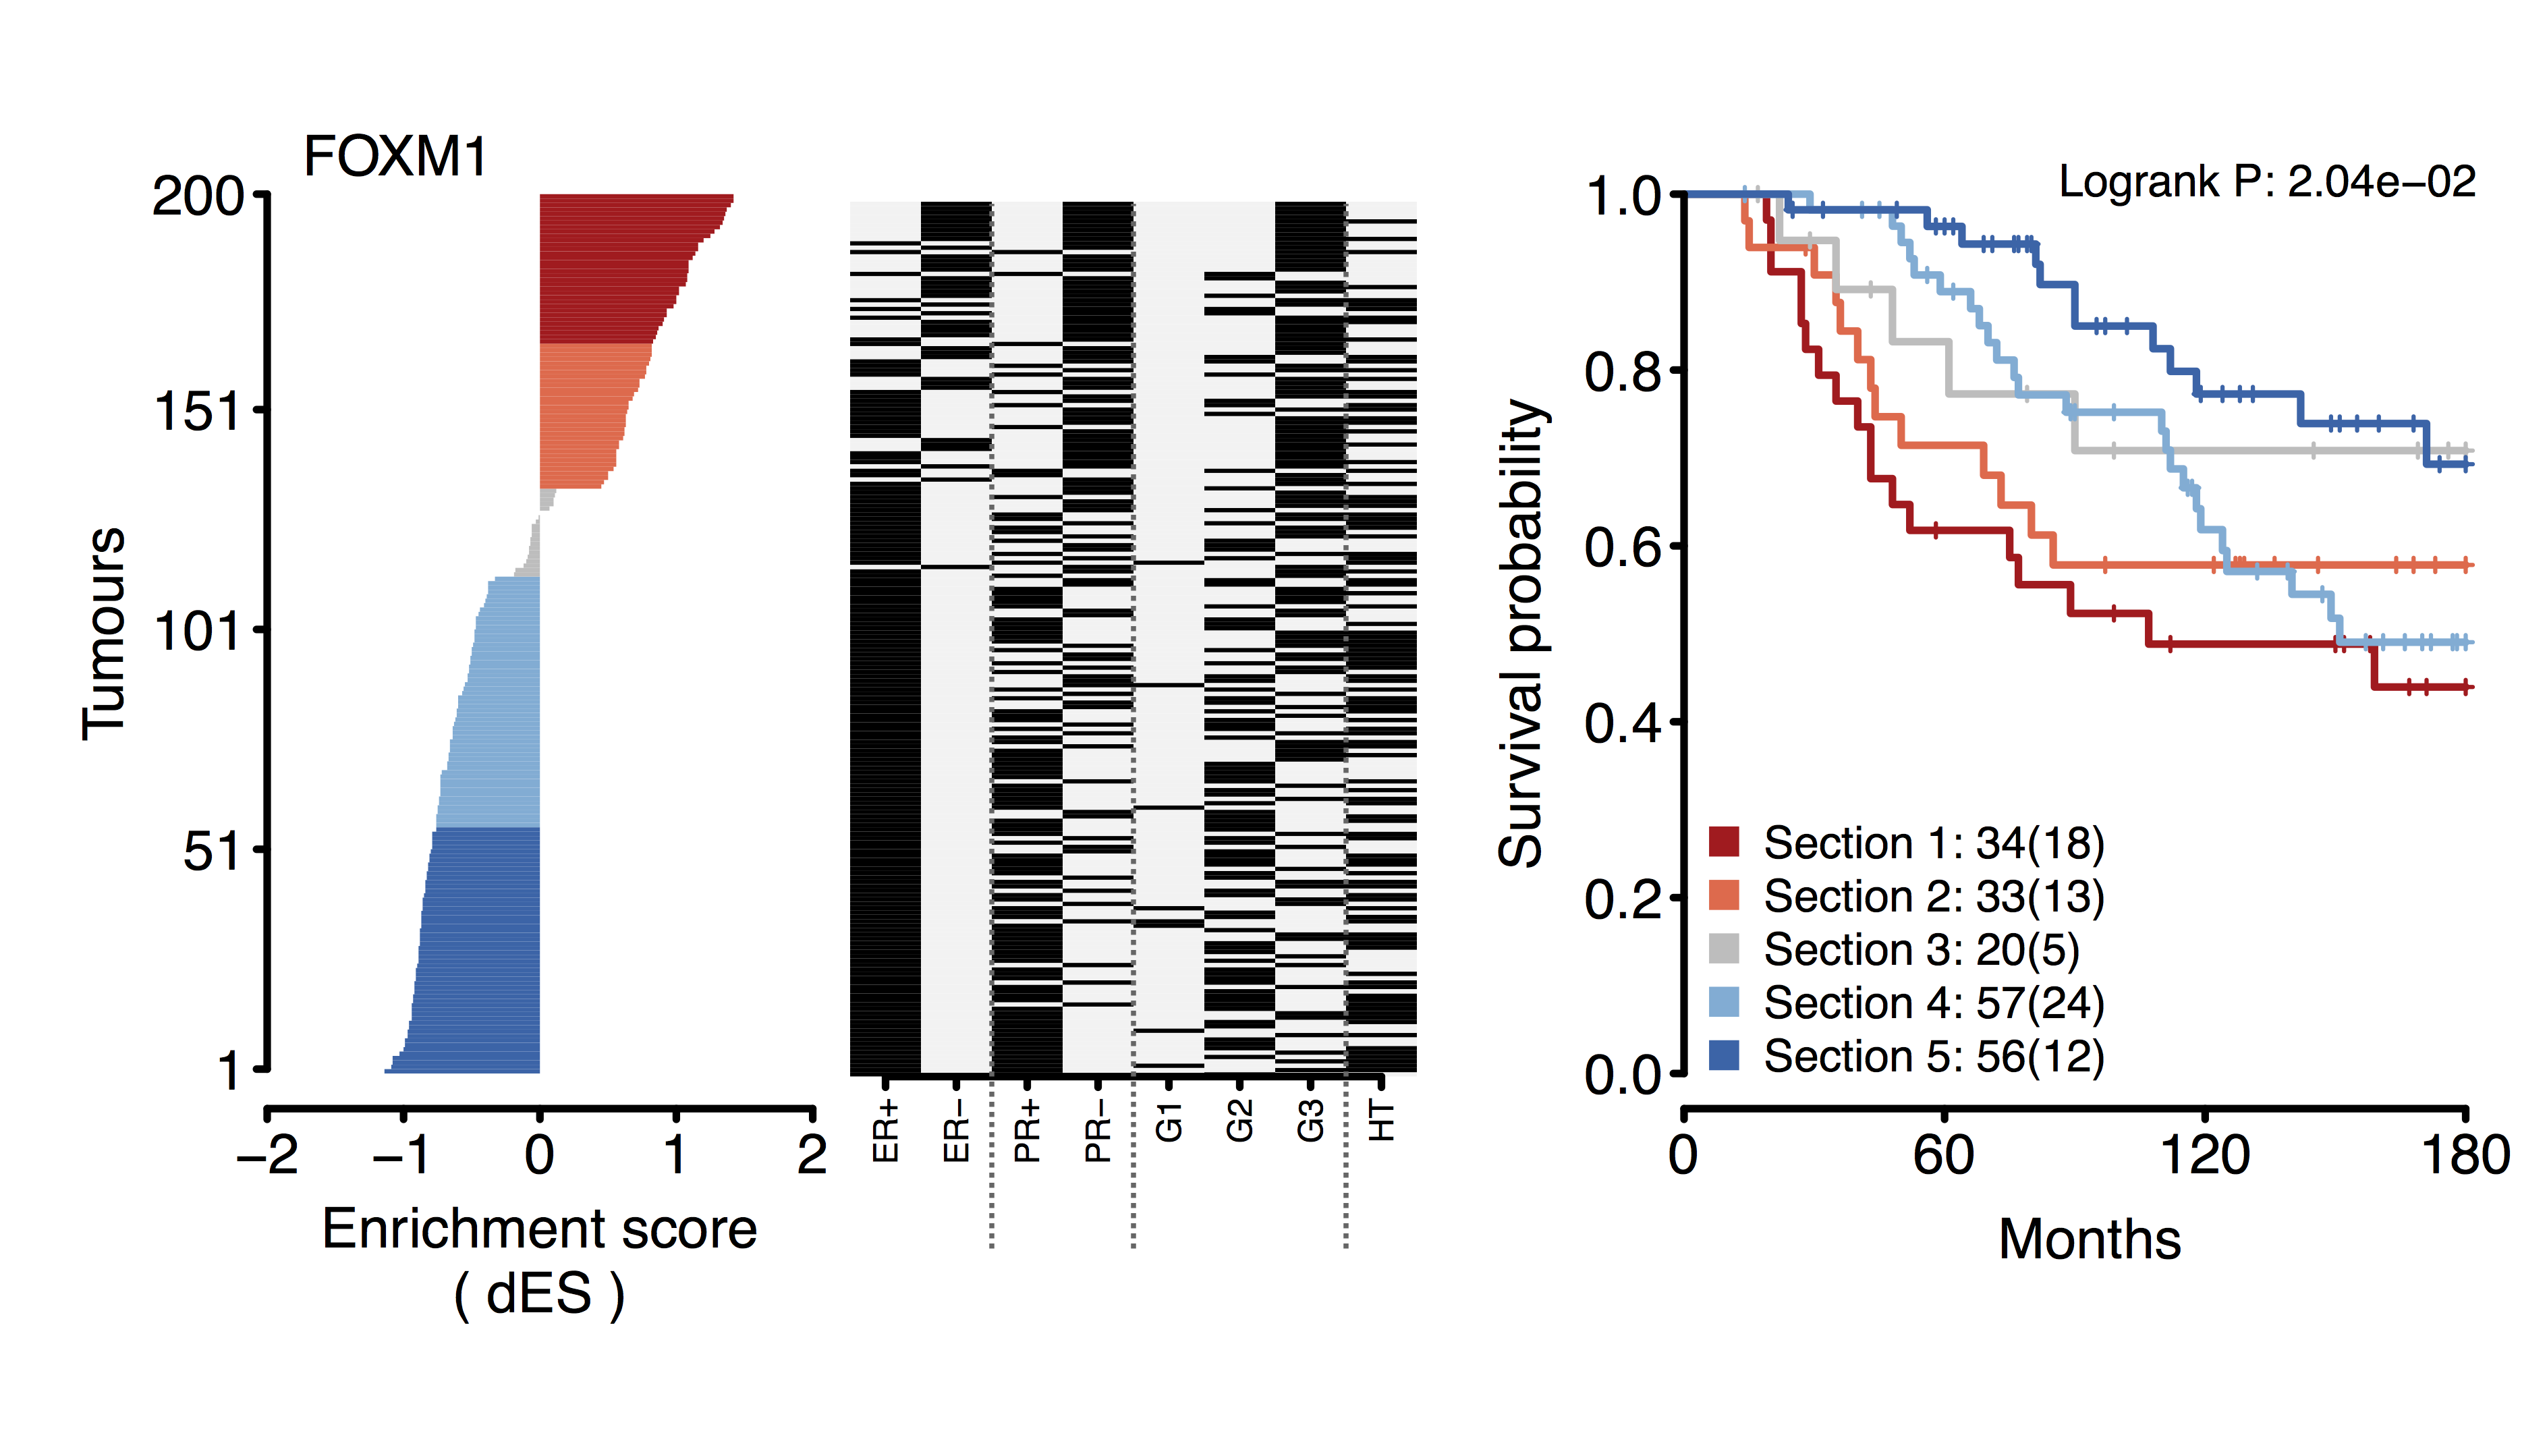 FOXM1
200
151
101
51
1
Tumours
−2 −1 0 1 2
Enrichment score
( dES )
ER+ ER− PR+ PR− G1 G2 G3 HT
Logrank P: 2.04e−02
1.0
0.8
0.6
0.4
0.2
0.0
Survival probability
Section 1: 34(18)
Section 2: 33(13)
Section 3: 20(5)
Section 4: 57(24)
Section 5: 56(12)
0 60 120 180
Months